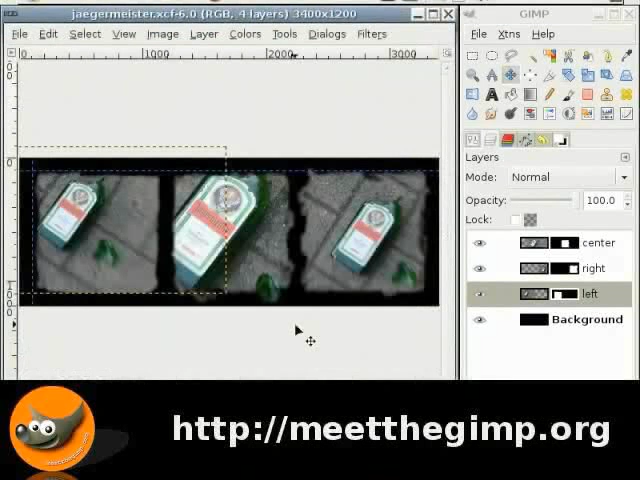 jaegermeister.xcf-6.0 (RGB, 4 layers) 3400x1200
File Edit Select View Image Layer Colors Tools Dialogs Filters
0 1000 2000 3000
0
GIMP
File Xtns Help
Layers
Mode: Normal
Opacity: 100.0
Lock:
center
right
left
Background
http://meetthegimp.org